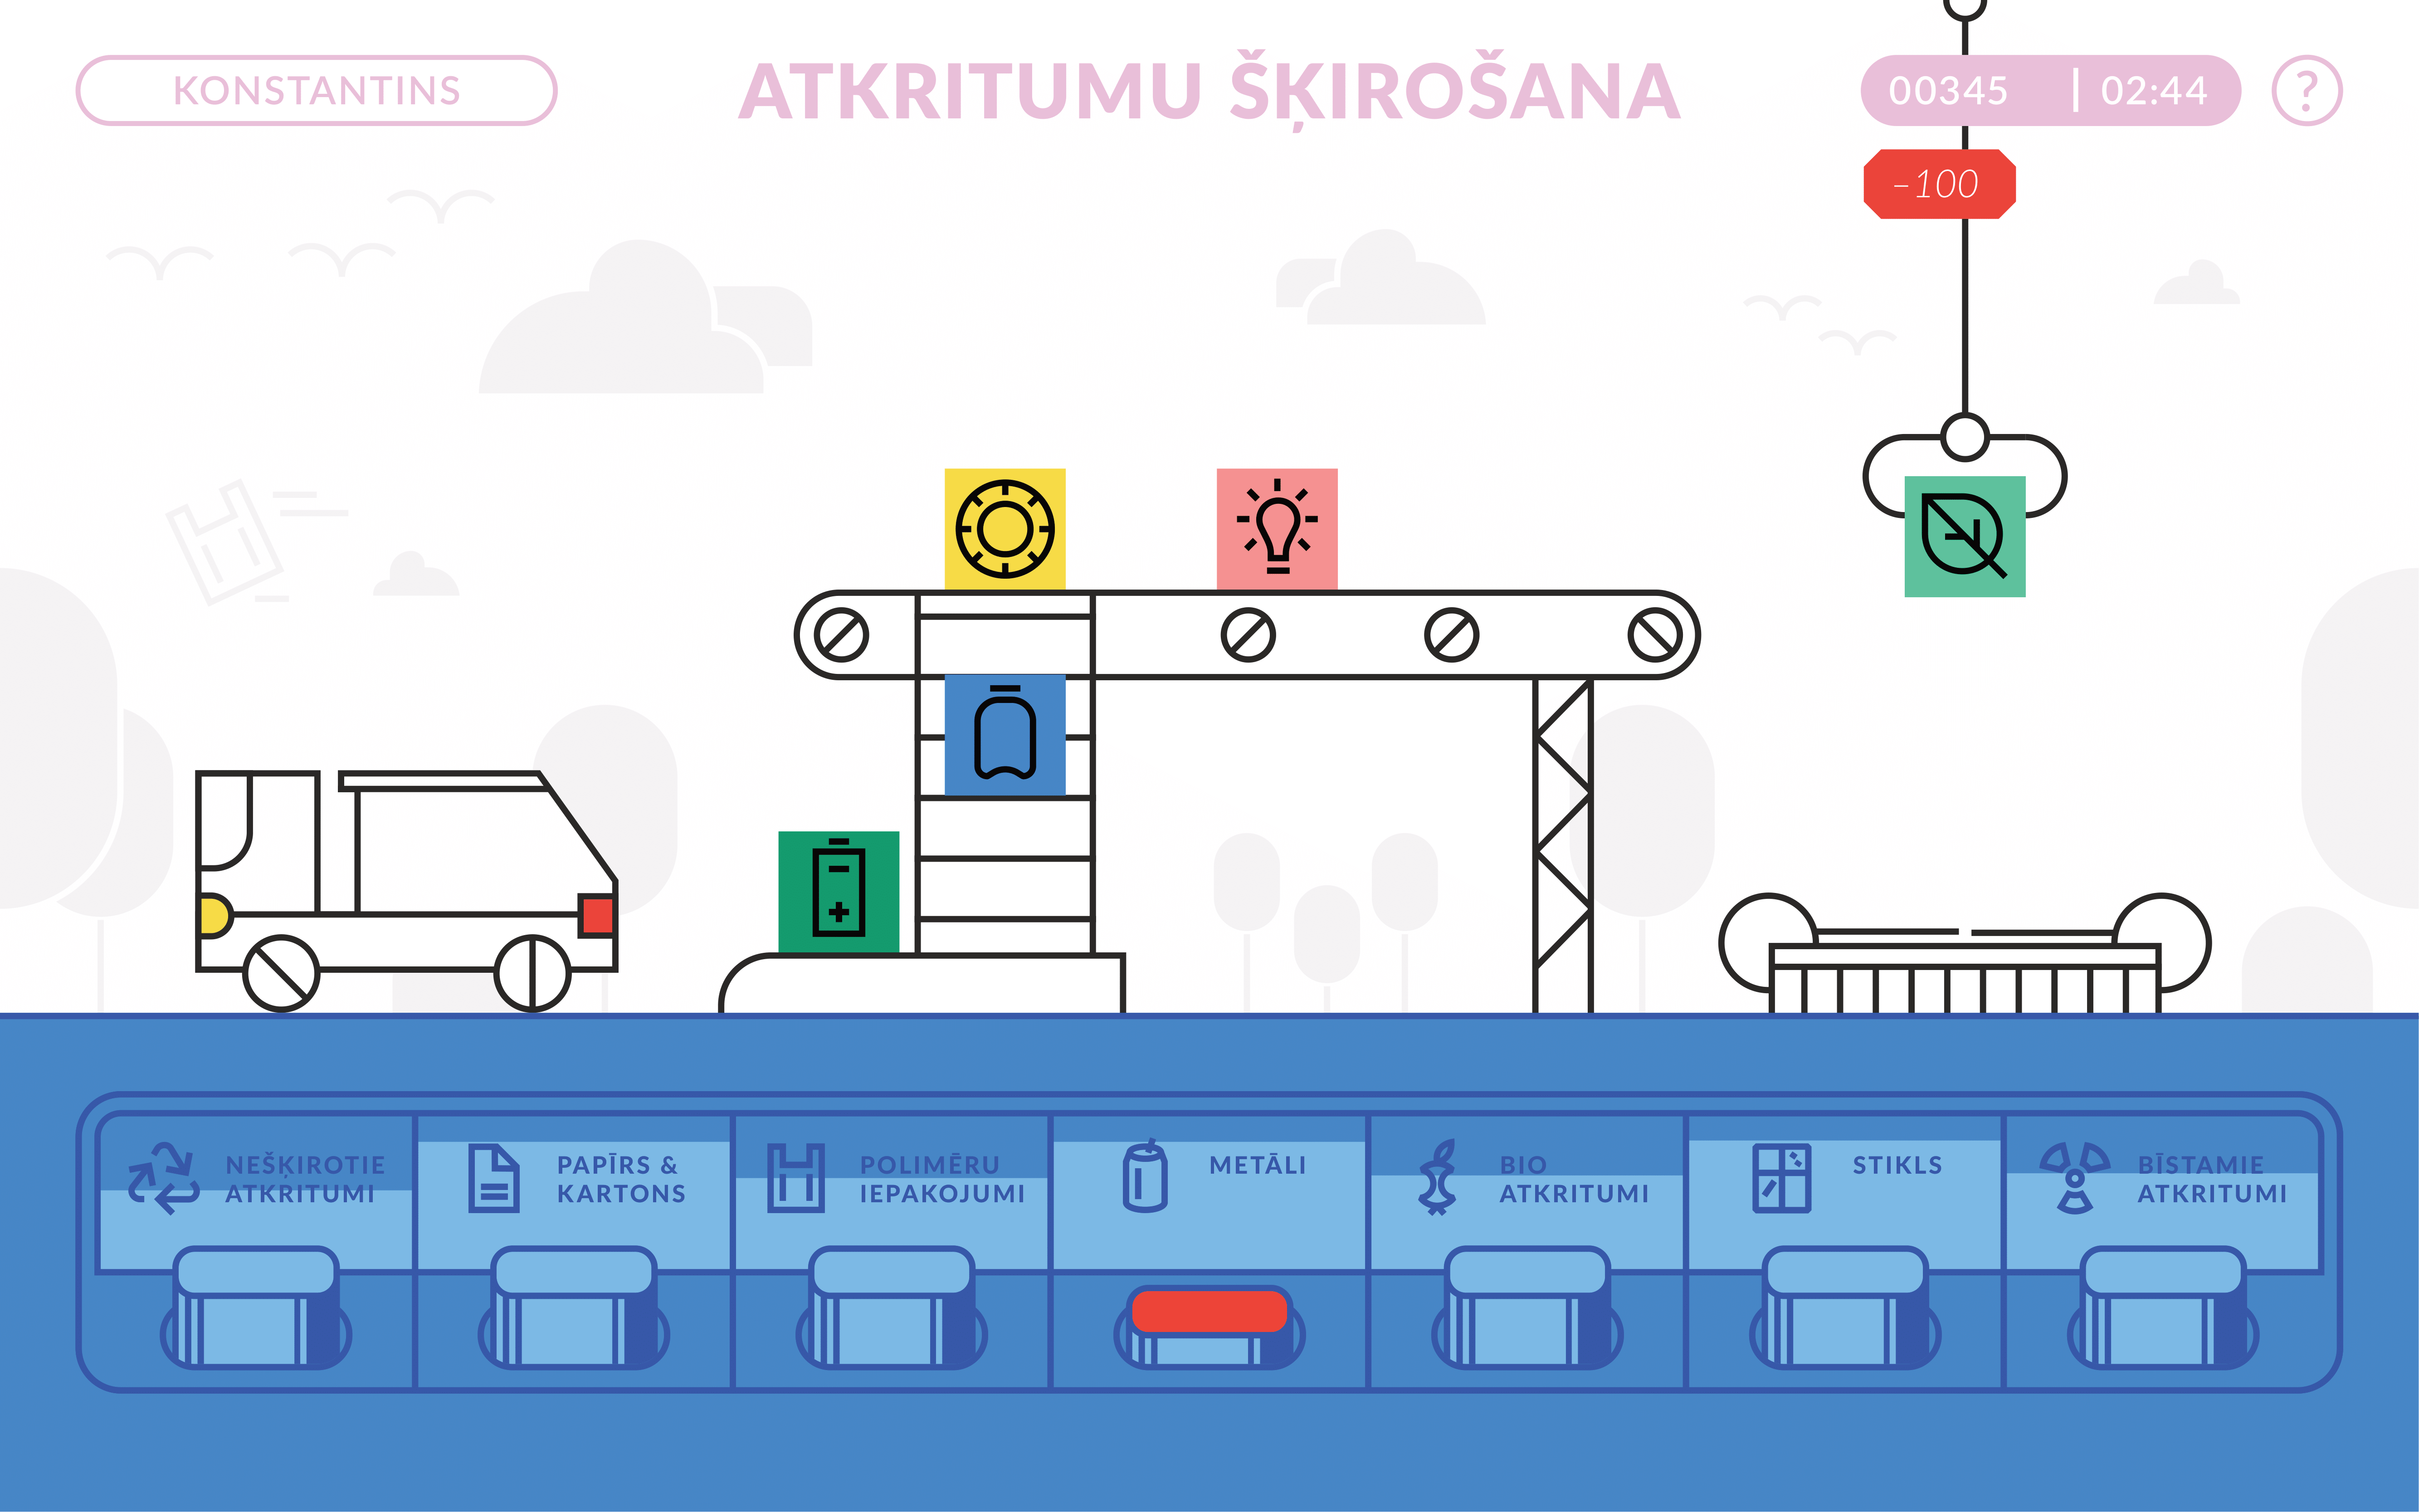 KONSTANTINS
ATKRITUMU ŠĶIROŠANA
00345 | 02:44
?
–100
NEŠĶIROTIE
ATKRITUMI
PAPĪRS &
KARTONS
POLIMĒRU
IEPAKOJUMI
METĀLI
BIO
ATKRITUMI
STIKLS
BĪSTAMIE
ATKRITUMI